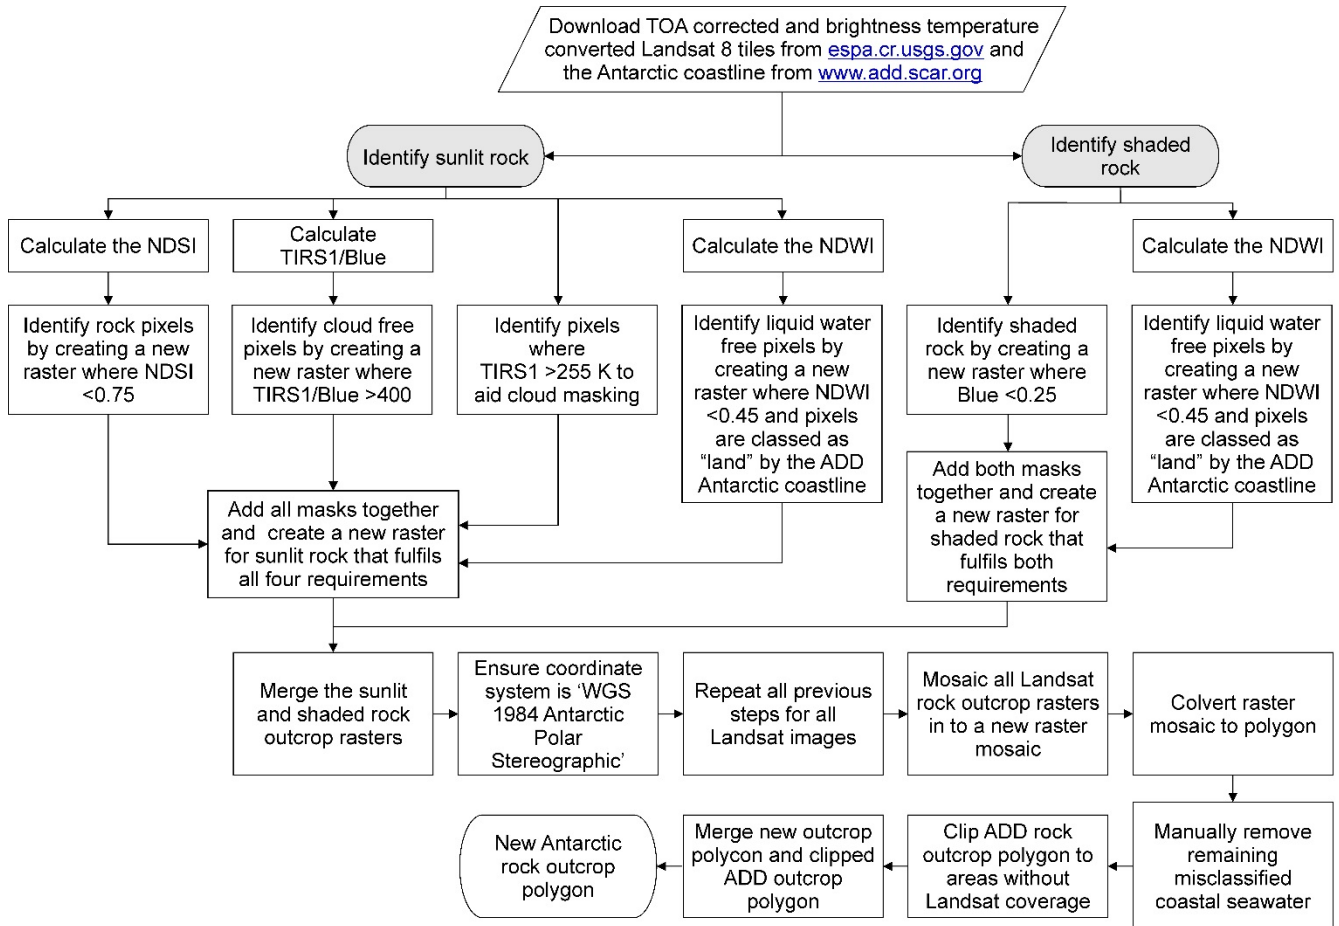 Download TOA corrected and brightness temperature
converted Landsat 8 tiles from espa.cr.usgs.gov and
the Antarctic coastline from www.add.scar.org
Identify sunlit rock
Identify shaded
rock
Calculate the NDSI
Calculate
TIRS1/Blue
Calculate the NDWI
Calculate the NDWI
Identify rock pixels
by creating a new
raster where NDSI
<0.75
Identify cloud free
pixels by creating a
new raster where
TIRS1/Blue >400
Identify pixels
where
TIRS1 >255 K to
aid cloud masking
Identify liquid water
free pixels by
creating a new
raster where NDWI
<0.45 and pixels
are classed as
“land” by the ADD
Antarctic coastline
Identify shaded
rock by creating a
new raster where
Blue <0.25
Identify liquid water
free pixels by
creating a new
raster where NDWI
<0.45 and pixels
are classed as
“land” by the ADD
Antarctic coastline
Add all masks together
and create a new raster
for sunlit rock that fulfils
all four requirements
Add both masks
together and create
a new raster for
shaded rock that
fulfils both
requirements
Merge the sunlit
and shaded rock
outcrop rasters
Ensure coordinate
system is ‘WGS
1984 Antarctic
Polar
Stereographic’
Repeat all previous
steps for all
Landsat images
Mosaic all Landsat
rock outcrop rasters
in to a new raster
mosaic
Colvert raster
mosaic to polygon
Manually remove
remaining
misclassified
coastal seawater
Clip ADD rock
outcrop polygon to
areas without
Landsat coverage
Merge new outcrop
polycon and clipped
ADD outcrop
polygon
New Antarctic
rock outcrop
polygon